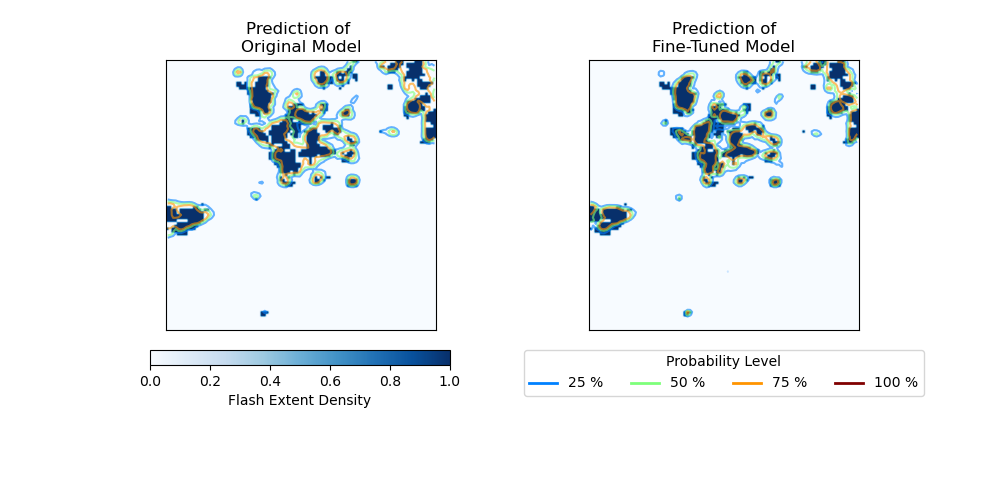 Prediction of
Original Model
Prediction of
Fine-Tuned Model
0.0 0.2 0.4 0.6 0.8 1.0
Flash Extent Density
Probability Level
25 % 50 % 75 % 100 %